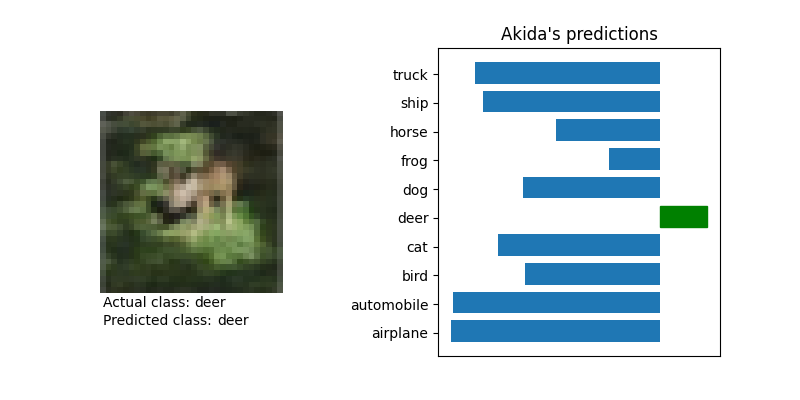 Akida's predictions
truck
ship
horse
frog
dog
deer
cat
bird
automobile
airplane
Actual class: deer
Predicted class: deer